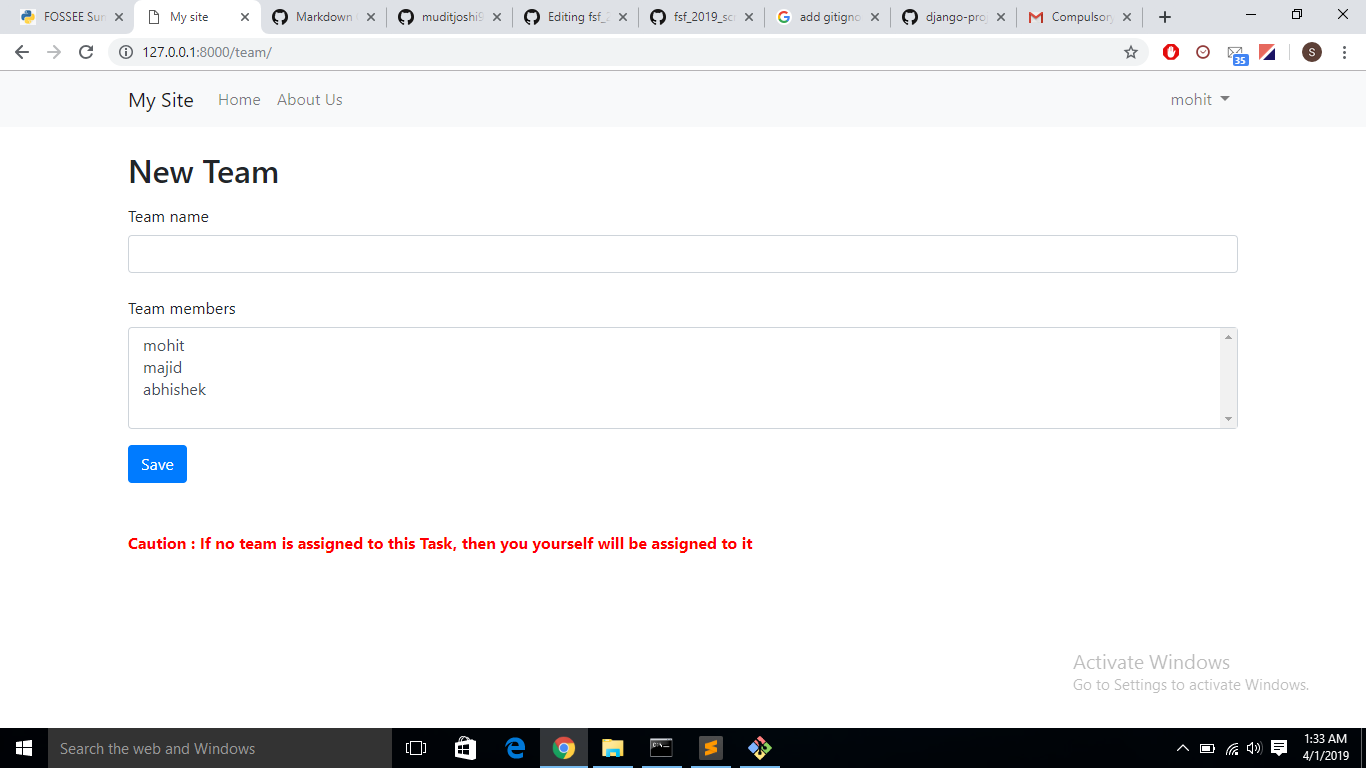 FOSSEE Sun
My site
Markdown
muditjoshi9
Editing fsf_2
fsf_2019_scr
add gitigno
django-proj
Compulsory
127.0.0.1:8000/team/
35
S
My Site
Home
About Us
mohit
New Team
Team name
Team members
mohit
majid
abhishek
Save
Caution : If no team is assigned to this Task, then you yourself will be assigned to it
Activate Windows
Go to Settings to activate Windows.
Search the web and Windows
1:33 AM
4/1/2019